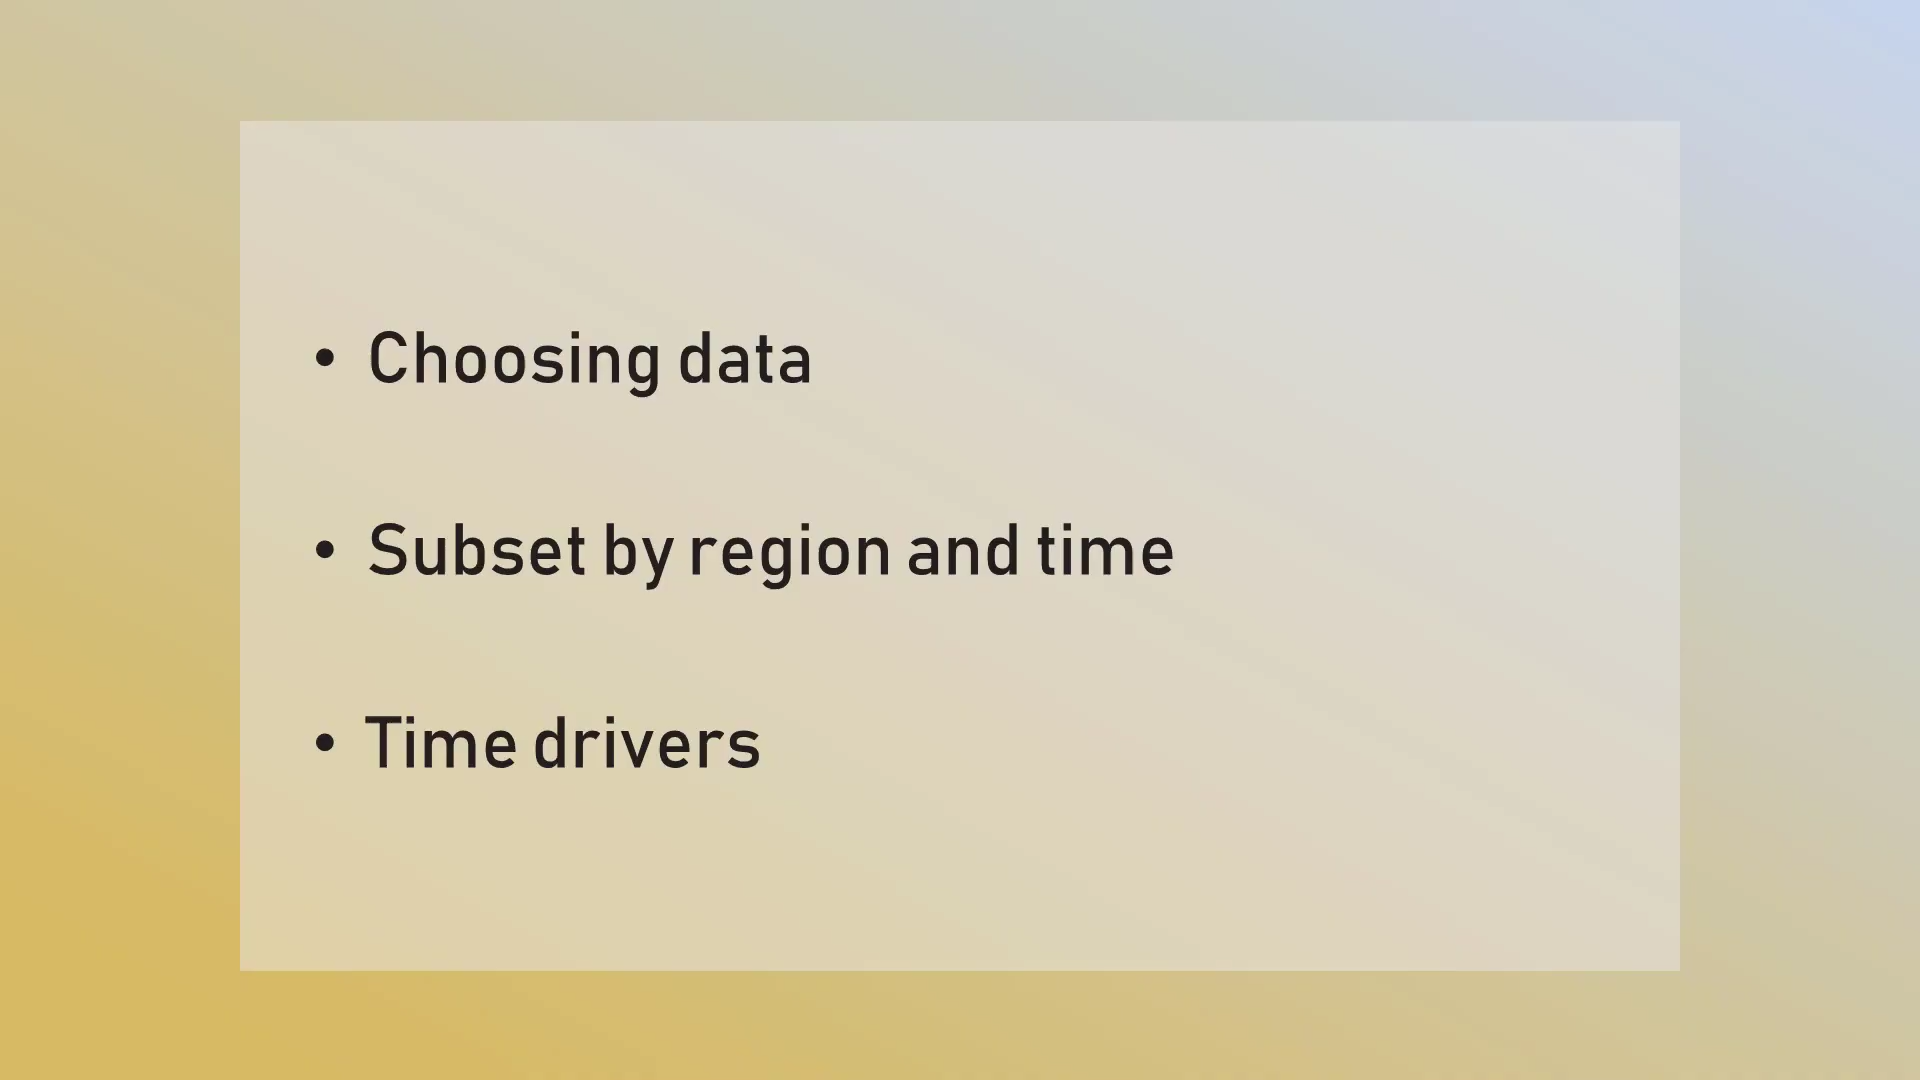 • Choosing data
• Subset by region and time
• Time drivers